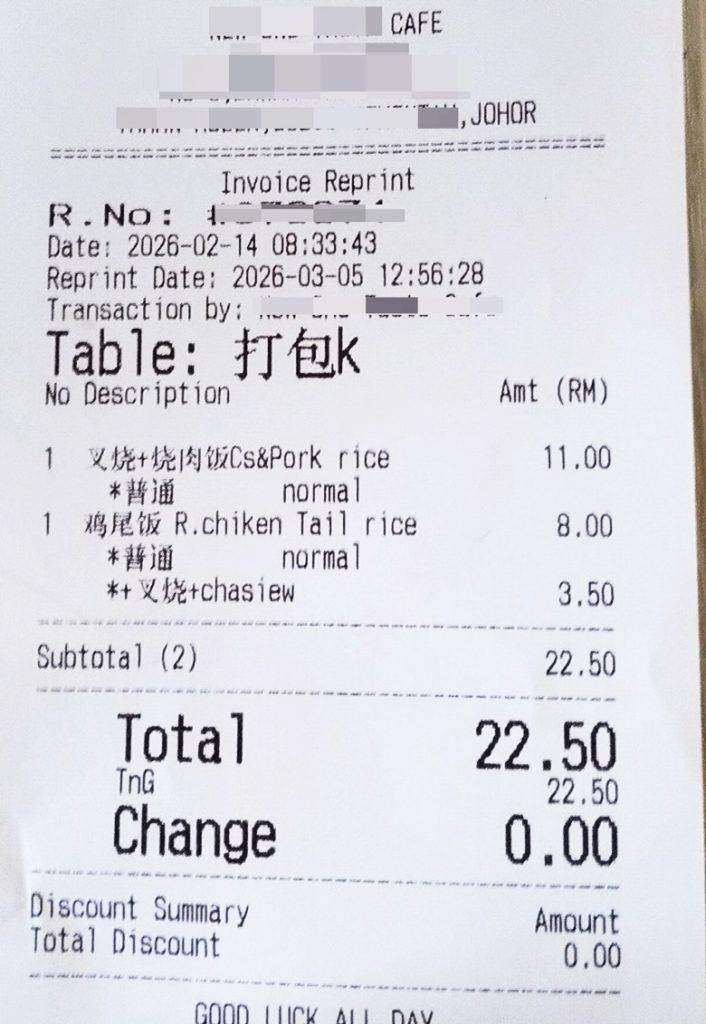 CAFE
,JOHOR
Invoice Reprint
R.No:
Date: 2026-02-14 08:33:43
Reprint Date: 2026-03-05 12:56:28
Transaction by:
Table: 打包k
No Description Amt (RM)
1 叉烧+烧肉饭Cs&Pork rice 11.00
*普通 normal
1 鸡尾饭 R.chiken Tail rice 8.00
*普通 normal
*+叉烧+chasiew 3.50
Subtotal (2) 22.50
Total 22.50
TnG 22.50
Change 0.00
Discount Summary Amount
Total Discount 0.00
GOOD LUCK ALL DAY